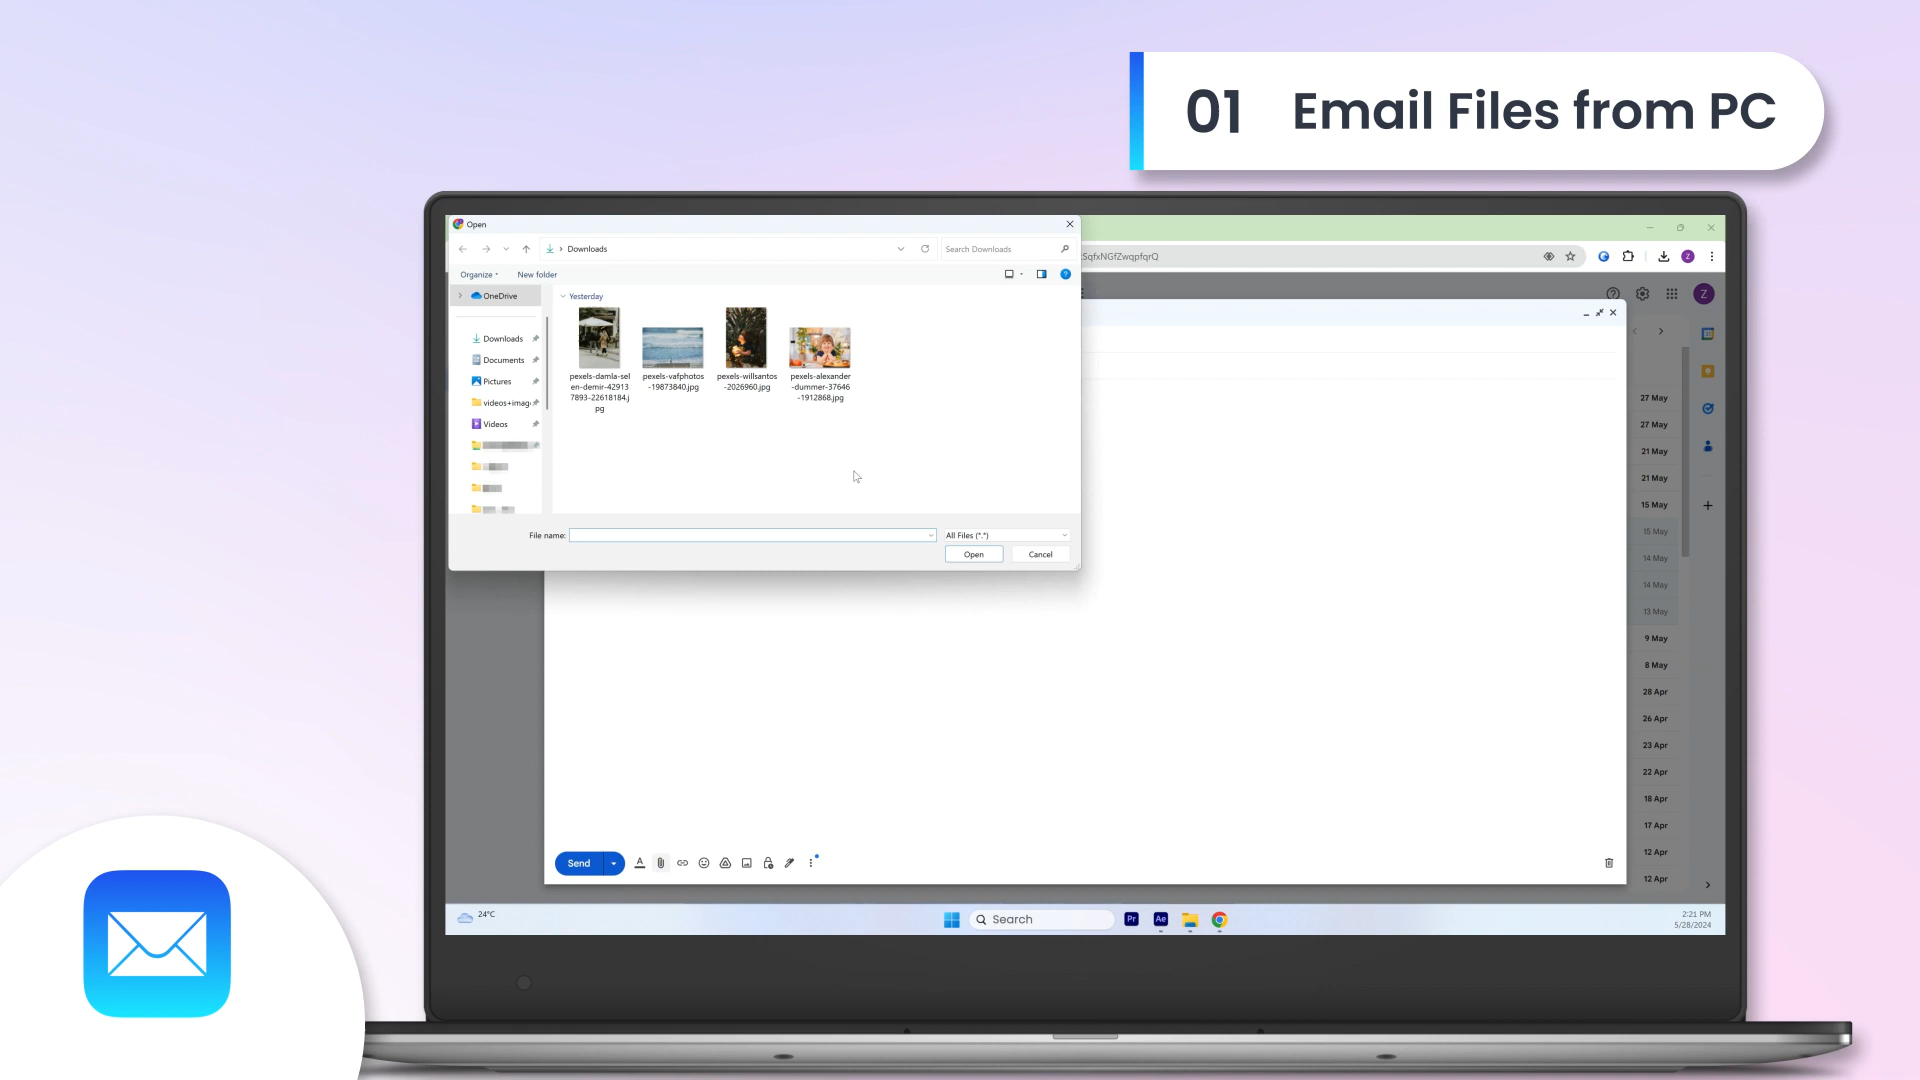 01 Email Files from PC
Open
Downloads
Search Downloads
SqfxNGfZwqpfqrQ
Organize
New folder
OneDrive
Yesterday
Z
Z
Downloads
Documents
Pictures
videos+imag
Videos
pexels-damla-sel
en-demir-42913
7893-22618184.j
pg
pexels-vafphotos
-19873840.jpg
pexels-willsantos
-2026960.jpg
pexels-alexander
-dummer-37646
-1912868.jpg
File name:
All Files (*.*)
Open
Cancel
27 May
27 May
21 May
21 May
15 May
15 May
14 May
14 May
13 May
9 May
8 May
28 Apr
26 Apr
23 Apr
22 Apr
18 Apr
17 Apr
12 Apr
12 Apr
Send
24°C
Search
Pr
Ae
2:21 PM
5/28/2024